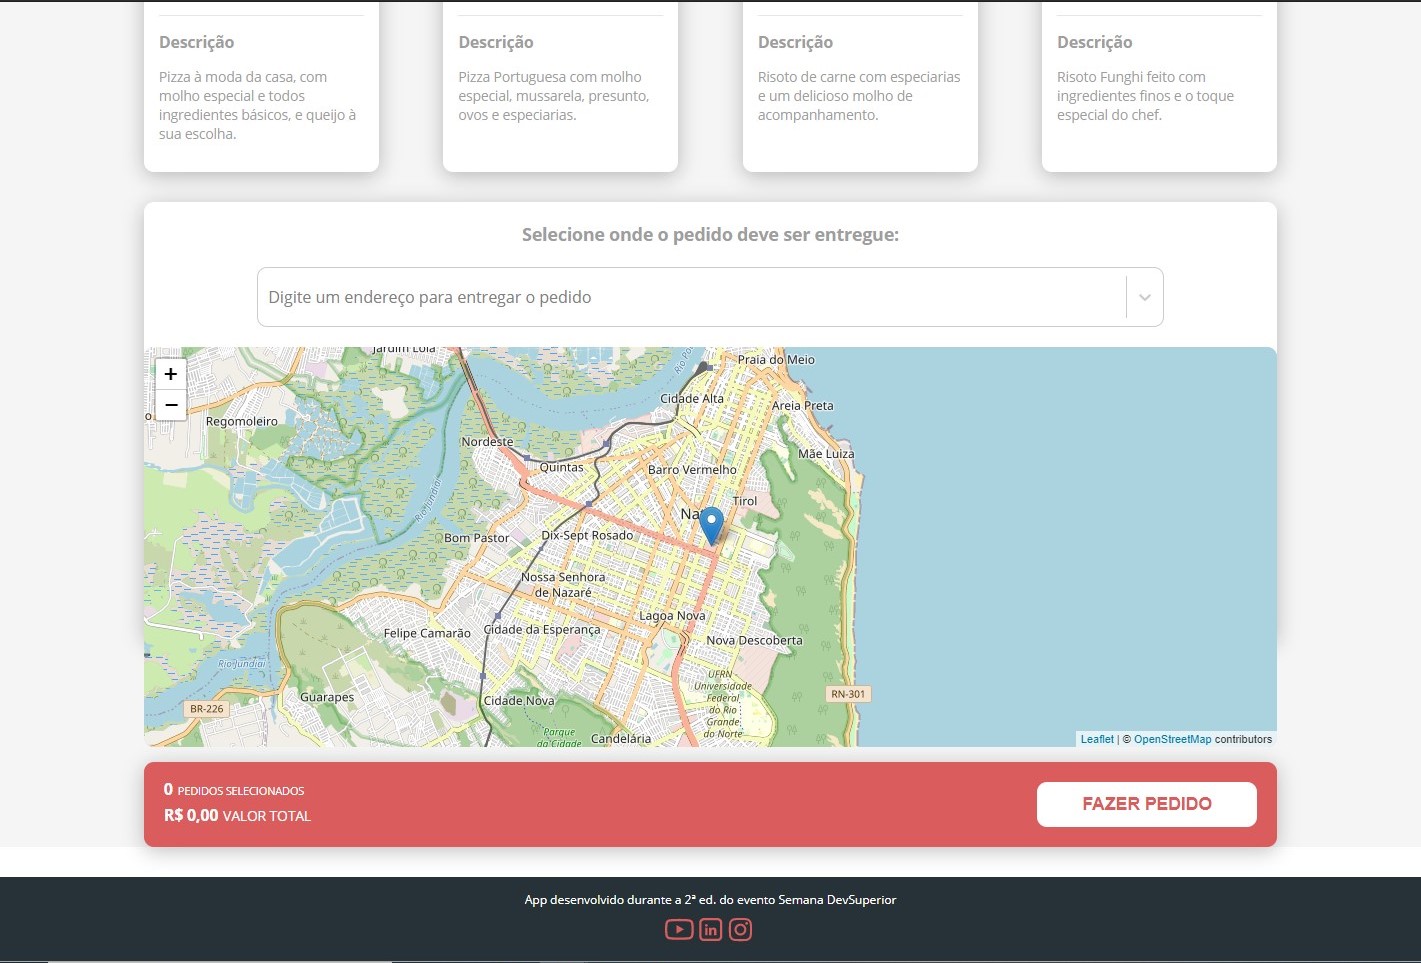 Descrição
Pizza à moda da casa, com
molho especial e todos
ingredientes básicos, e queijo à
sua escolha.
Descrição
Pizza Portuguesa com molho
especial, mussarela, presunto,
ovos e especiarias.
Descrição
Risoto de carne com especiarias
e um delicioso molho de
acompanhamento.
Descrição
Risoto Funghi feito com
ingredientes finos e o toque
especial do chef.
Selecione onde o pedido deve ser entregue:
Digite um endereço para entregar o pedido
+
−
Jardim Lola
Praia do Meio
Cidade Alta
Areia Preta
Regomoleiro
Nordeste
Quintas
Barro Vermelho
Mãe Luiza
Rio Jundiaí
Tirol
Bom Pastor
Dix-Sept Rosado
Nossa Senhora
de Nazaré
Lagoa Nova
Felipe Camarão
Cidade da Esperança
Nova Descoberta
Rio Jundiaí
UFRN
Universidade
Federal
do Rio
Grande
do Norte
Guarapes
Cidade Nova
RN-301
BR-226
Parque
da Cidade
Candelária
Leaflet | © OpenStreetMap contributors
0 PEDIDOS SELECIONADOS
R$ 0,00 VALOR TOTAL
FAZER PEDIDO
App desenvolvido durante a 2ª ed. do evento Semana DevSuperior
in